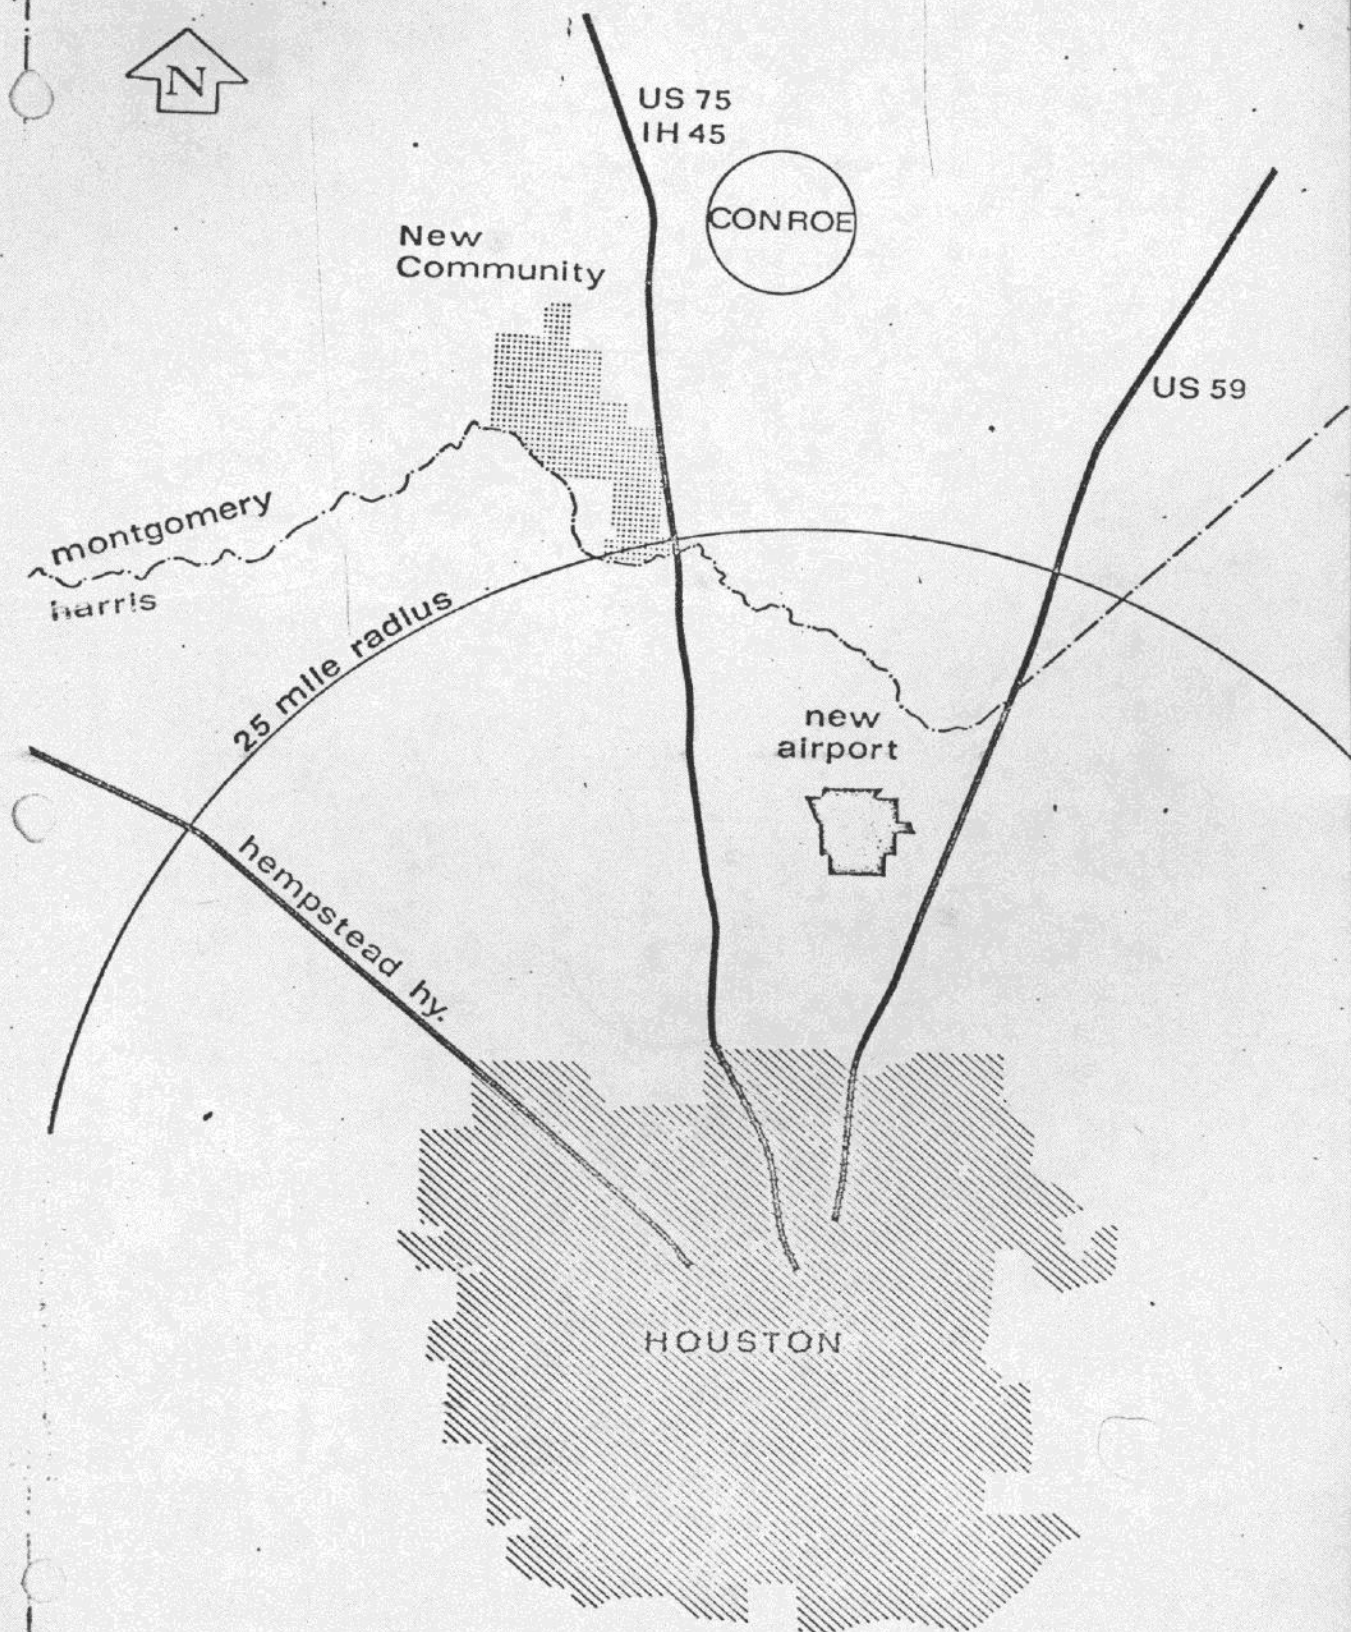 N
US 75
IH 45
CONROE
New
Community
US 59
montgomery
harris
25 mile radius
new
airport
hempstead hy.
HOUSTON